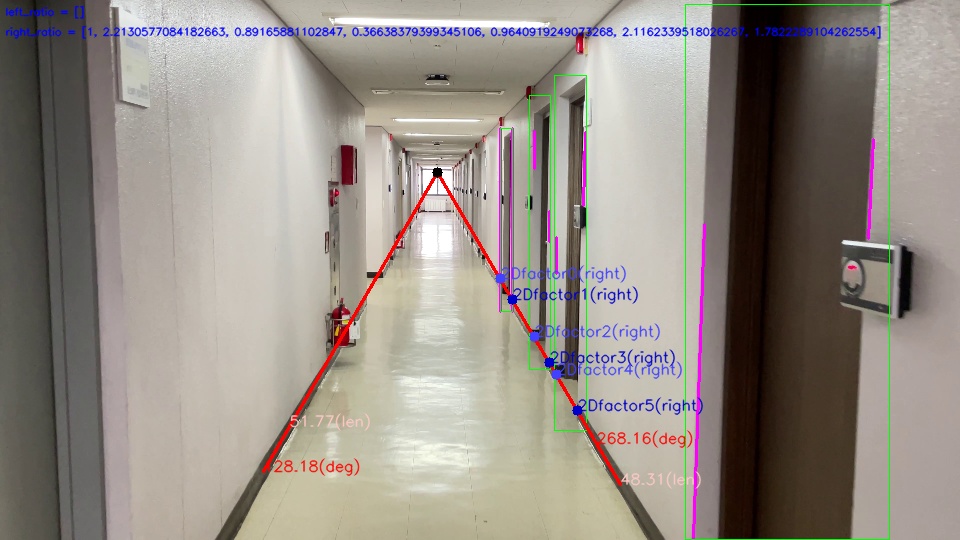 left_ratio = []
right_ratio = [1, 2.2130577084182663, 0.89165881102847, 0.36638379399345106, 0.9640919249073268, 2.1162339518026267, 1.7822289104262554]
2Dfactor0(right)
2Dfactor1(right)
2Dfactor2(right)
2Dfactor3(right)
2Dfactor4(right)
2Dfactor5(right)
51.77(len)
268.16(deg)
28.18(deg)
48.31(len)